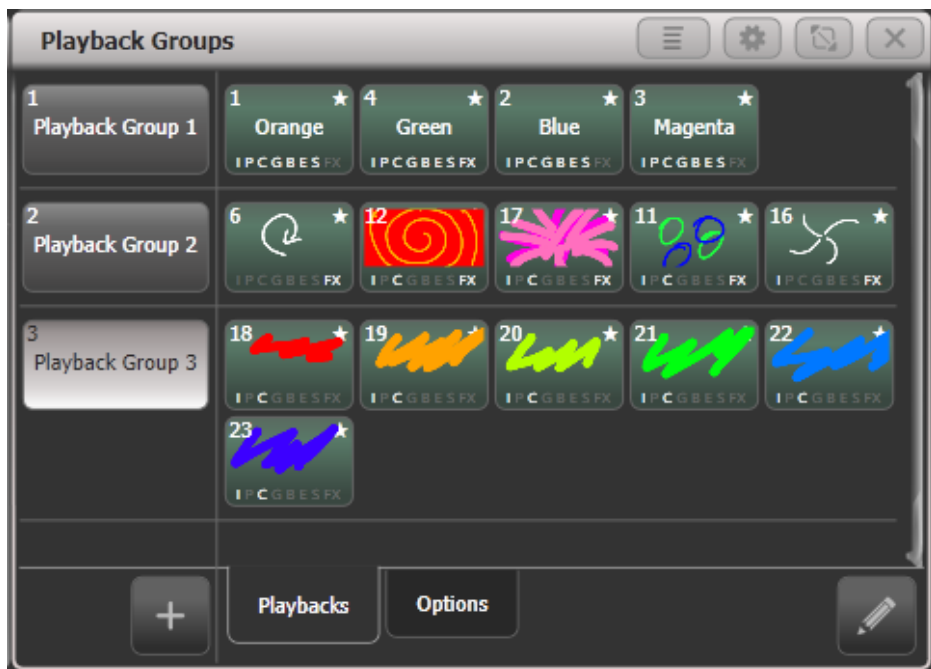 Playback Groups
1
Playback Group 1
1 4 2 3
Orange Green Blue Magenta
IPCGBESFX IPCGBESFX IPCGBESFX IPCGBESFX
2
Playback Group 2
6 12 17 11 16
IPCGBESFX IPCGBESFX IPCGBESFX IPCGBESFX IPCGBESFX
3
Playback Group 3
18 19 20 21 22
IPCGBESFX IPCGBESFX IPCGBESFX IPCGBESFX IPCGBESFX
23
IPCGBESFX
Playbacks Options